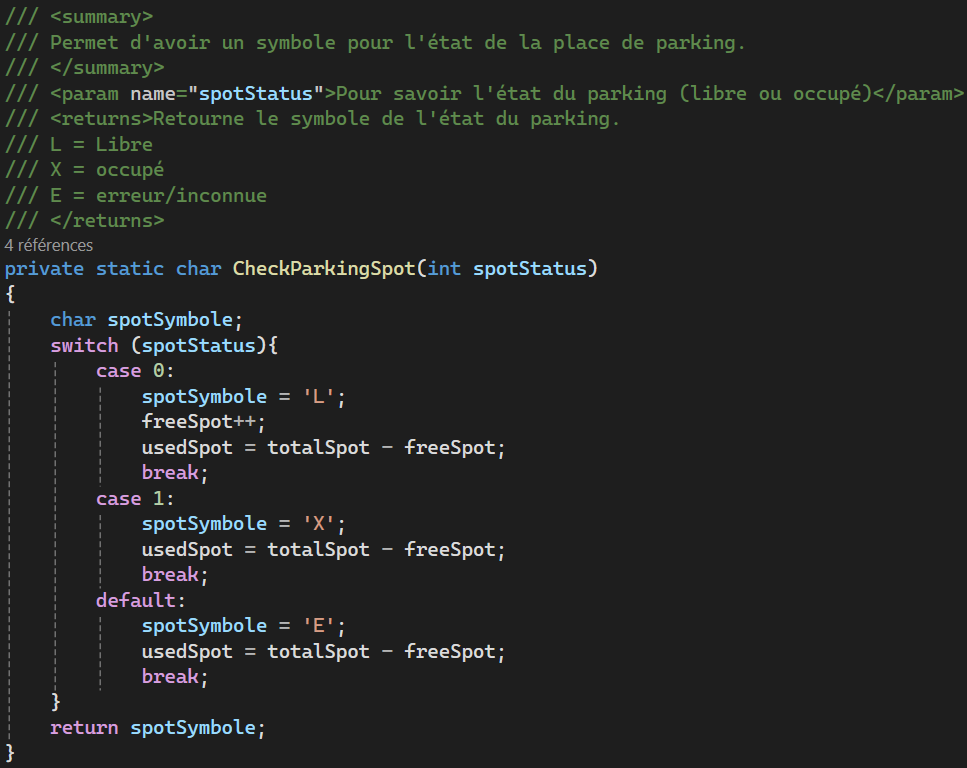 /// <summary>
/// Permet d'avoir un symbole pour l'état de la place de parking.
/// </summary>
/// <param name="spotStatus">Pour savoir l'état du parking (libre ou occupé)</param>
/// <returns>Retourne le symbole de l'état du parking.
/// L = Libre
/// X = occupé
/// E = erreur/inconnue
/// </returns>
4 références
private static char CheckParkingSpot(int spotStatus)
{
    char spotSymbole;
    switch (spotStatus){
        case 0:
            spotSymbole = 'L';
            freeSpot++;
            usedSpot = totalSpot - freeSpot;
            break;
        case 1:
            spotSymbole = 'X';
            usedSpot = totalSpot - freeSpot;
            break;
        default:
            spotSymbole = 'E';
            usedSpot = totalSpot - freeSpot;
            break;
    }
    return spotSymbole;
}